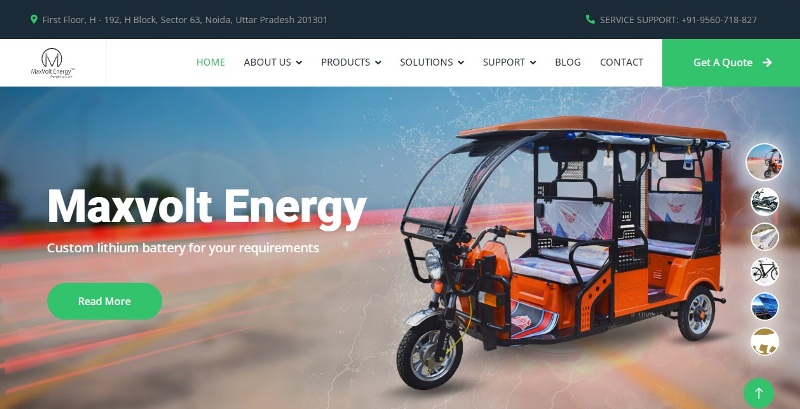 First Floor, H - 192, H Block, Sector 63, Noida, Uttar Pradesh 201301
SERVICE SUPPORT: +91-9560-718-827
MaxVolt Energy™
HOME
ABOUT US
PRODUCTS
SOLUTIONS
SUPPORT
BLOG
CONTACT
Get A Quote
Maxvolt Energy
Custom lithium battery for your requirements
Read More